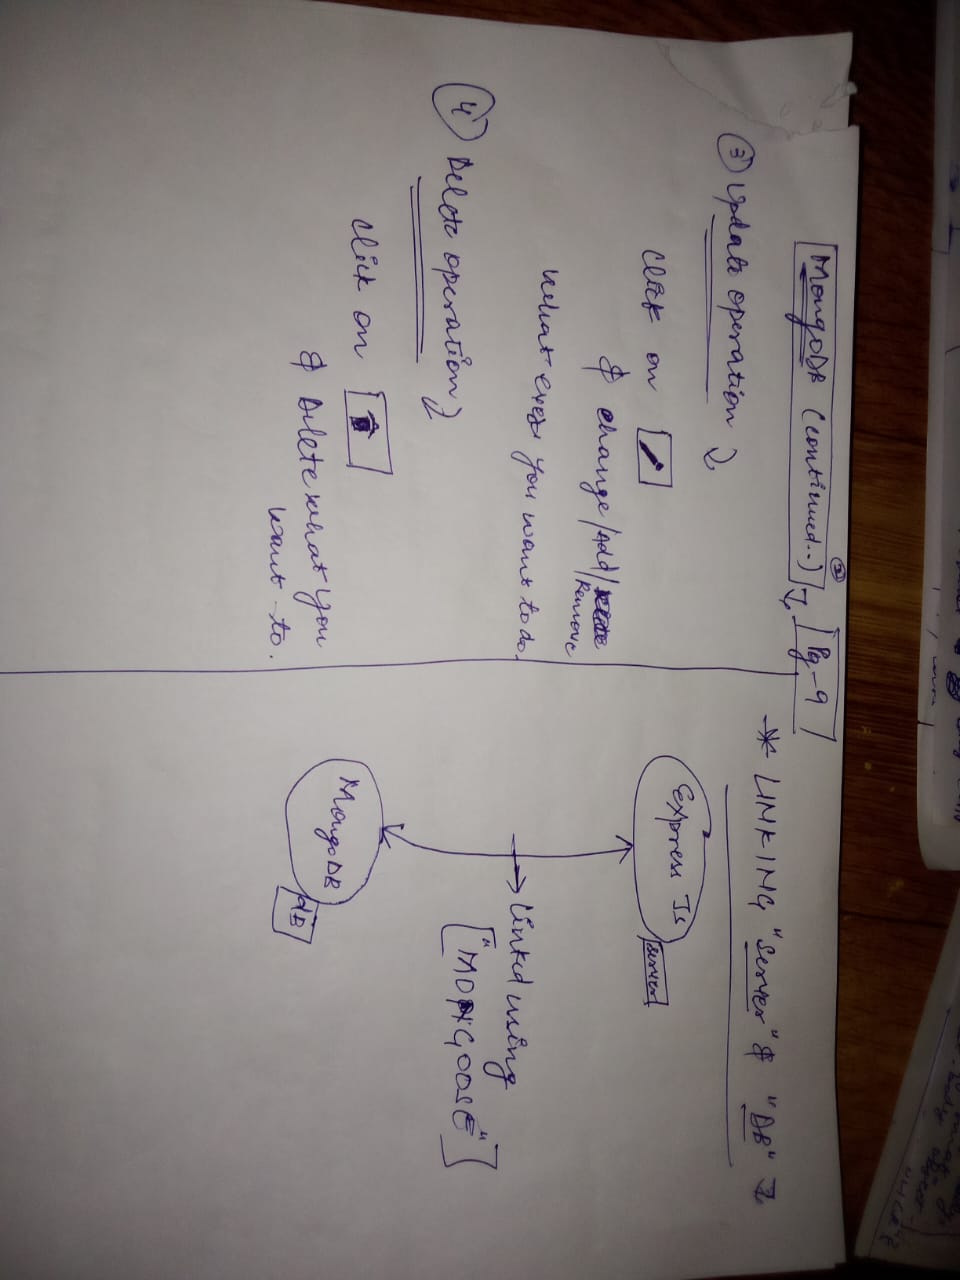 MongoDB (continued..)
2
Pg-9
3 Update operation
click on
& change/Add/
Remove
what ever you want to do.
4 Delete operation
click on
& Delete what you
want to.
* LINKING "Server" & "DB"
Express Js
server
Linked using
["MONGOOSE"]
MongoDB
dB